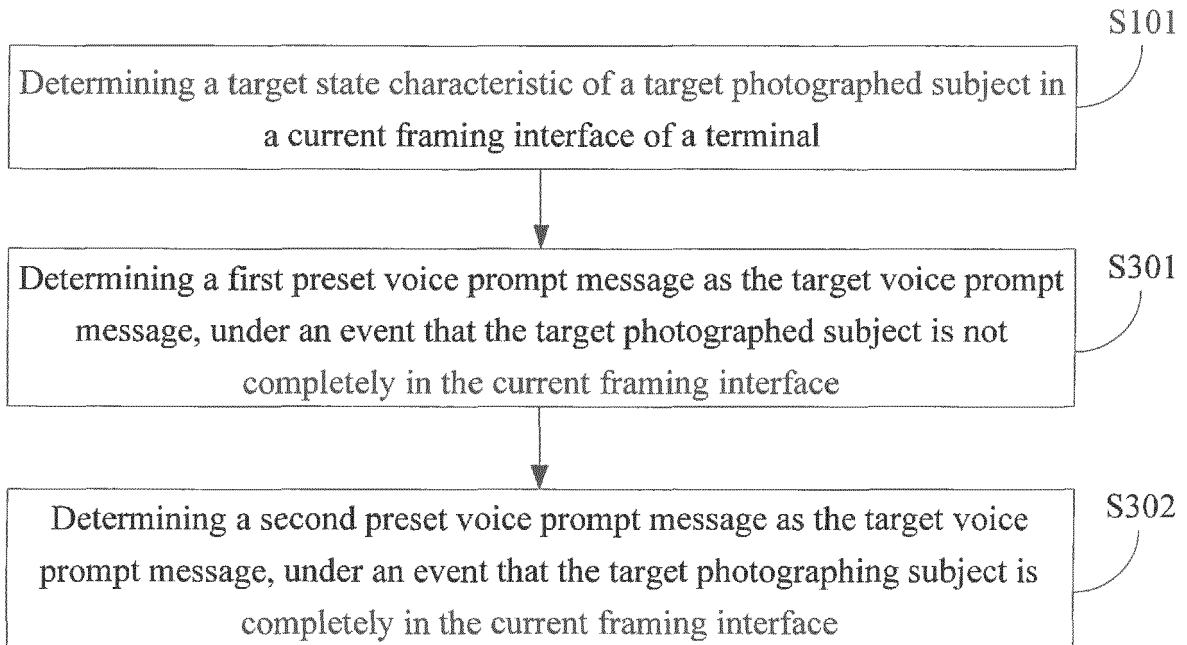 S101
Determining a target state characteristic of a target photographed subject in
a current framing interface of a terminal
S301
Determining a first preset voice prompt message as the target voice prompt
message, under an event that the target photographed subject is not
completely in the current framing interface
S302
Determining a second preset voice prompt message as the target voice
prompt message, under an event that the target photographing subject is
completely in the current framing interface